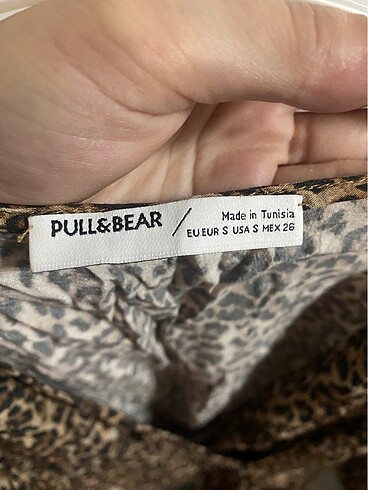 PULL&BEAR /
Made in Tunisia
EU EUR S USA S MEX 26